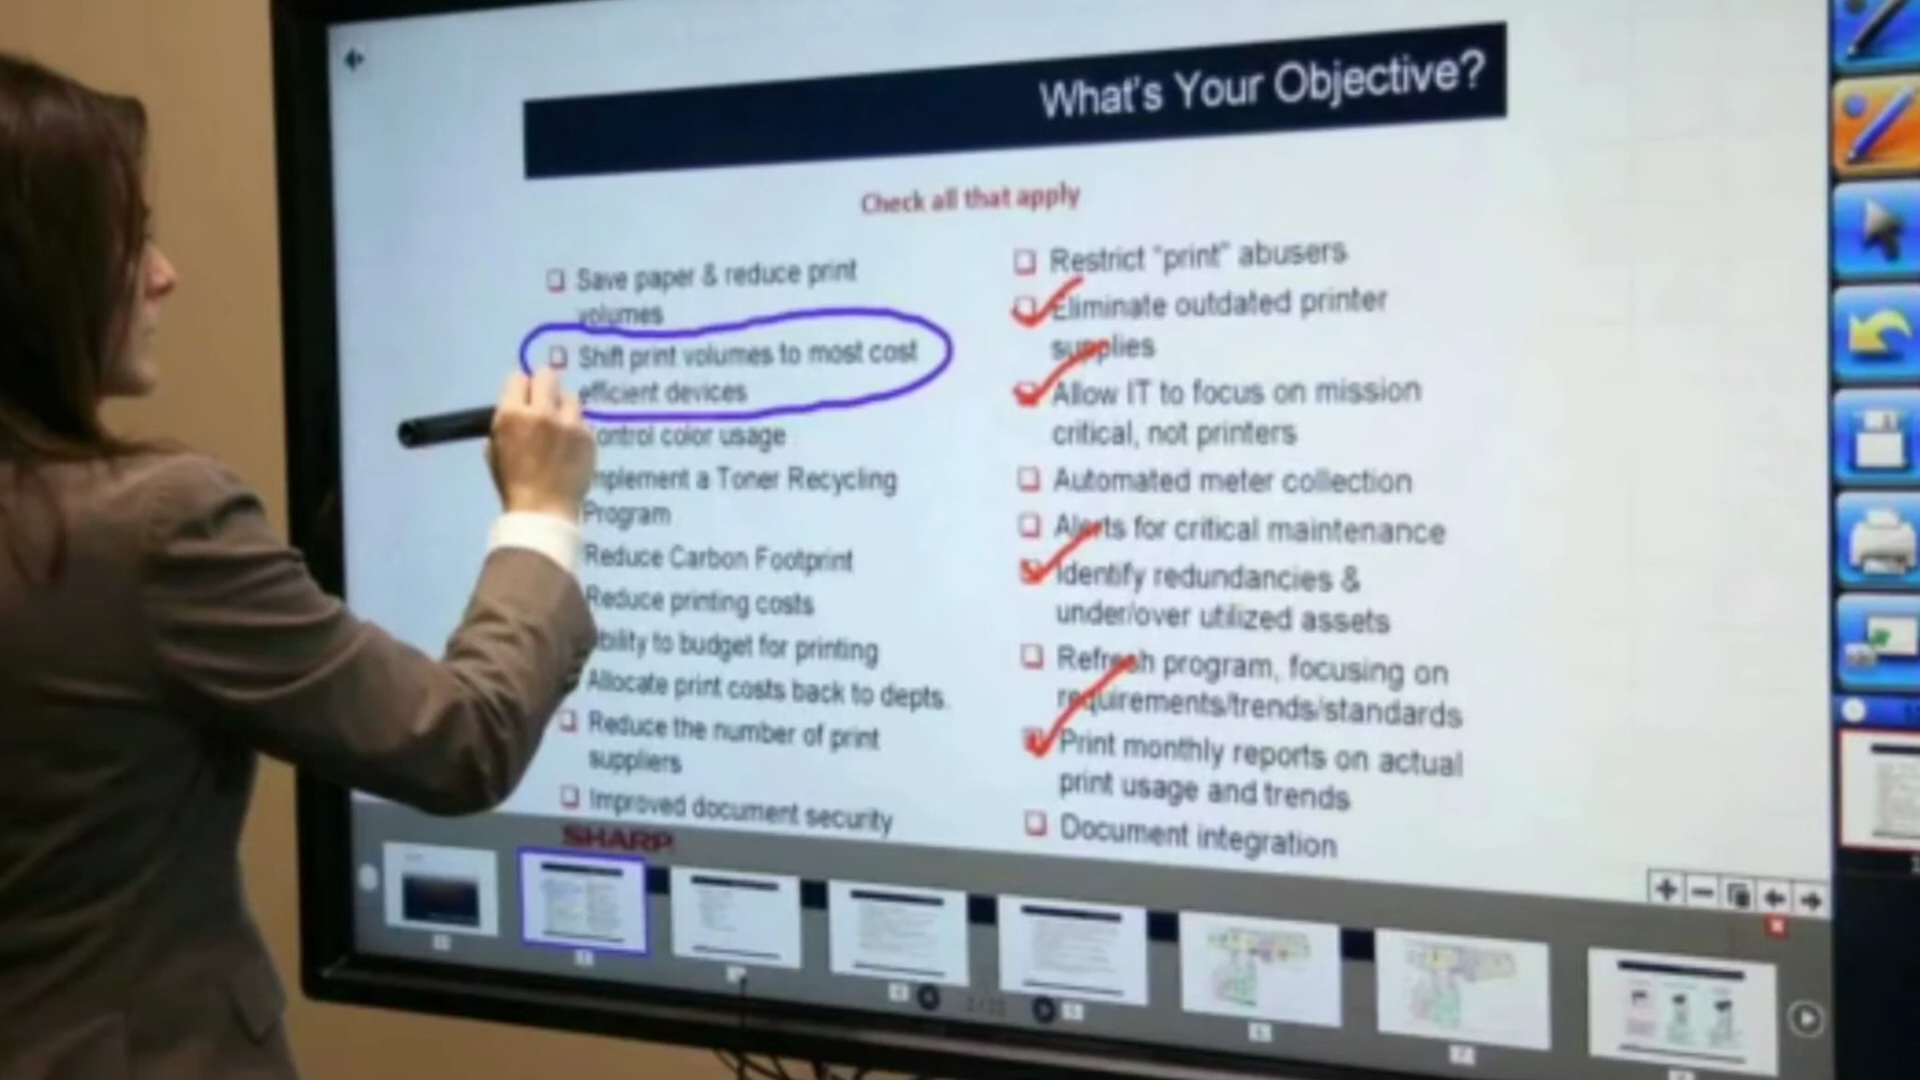 What's Your Objective?
Check all that apply
Save paper & reduce print
volumes
Shift print volumes to most cost
efficient devices
ontrol color usage
mplement a Toner Recycling
Program
Reduce Carbon Footprint
Reduce printing costs
bility to budget for printing
Allocate print costs back to depts.
Reduce the number of print
suppliers
Improved document security
Restrict "print" abusers
Eliminate outdated printer
supplies
Allow IT to focus on mission
critical, not printers
Automated meter collection
Alerts for critical maintenance
Identify redundancies &
under/over utilized assets
Refresh program, focusing on
requirements/trends/standards
Print monthly reports on actual
print usage and trends
Document integration
SHARP